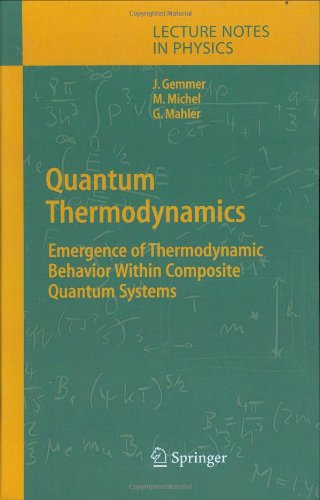 LECTURE NOTES
IN PHYSICS
J. Gemmer
M. Michel
G. Mahler
Quantum
Thermodynamics
Emergence of Thermodynamic
Behavior Within Composite
Quantum Systems
Springer